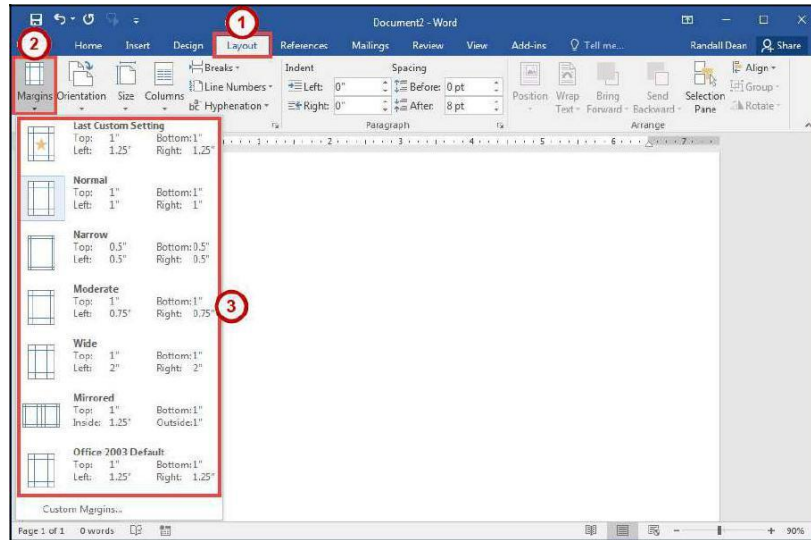 Document2 - Word
1
2
Home Insert Design Layout References Mailings Review View Add-ins Tell me... Randall Dean Share
Margins Orientation Size Columns
Breaks
Line Numbers
Hyphenation
Indent
Left: 0"
Right: 0"
Spacing
Before: 0 pt
After: 8 pt
Paragraph
Position Wrap Text Bring Forward Send Backward Selection Pane
Align
Group
Rotate
Arrange
Last Custom Setting
Top: 1" Bottom: 1"
Left: 1.25" Right: 1.25"
Normal
Top: 1" Bottom: 1"
Left: 1" Right: 1"
Narrow
Top: 0.5" Bottom: 0.5"
Left: 0.5" Right: 0.5"
Moderate
Top: 1" Bottom: 1"
Left: 0.75" Right: 0.75"
3
Wide
Top: 1" Bottom: 1"
Left: 2" Right: 2"
Mirrored
Top: 1" Bottom: 1"
Inside: 1.25" Outside: 1"
Office 2003 Default
Top: 1" Bottom: 1"
Left: 1.25" Right: 1.25"
Custom Margins...
1 2 3 4 5 6 7
Page 1 of 1 0 words 90%